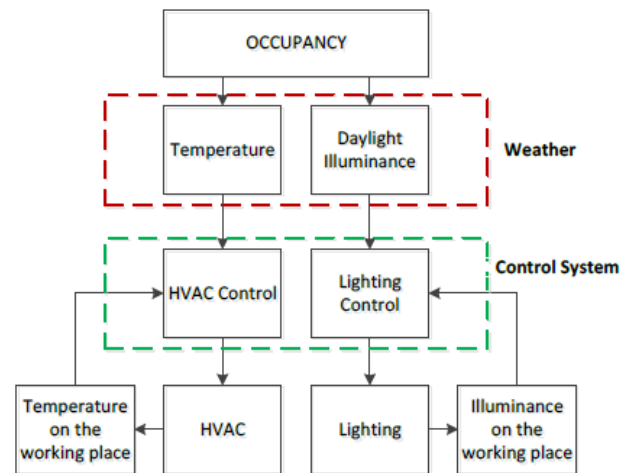 OCCUPANCY
Temperature
Daylight
Illuminance
Weather
HVAC Control
Lighting
Control
Control System
Temperature
on the
working place
HVAC
Lighting
Illuminance
on the
working place